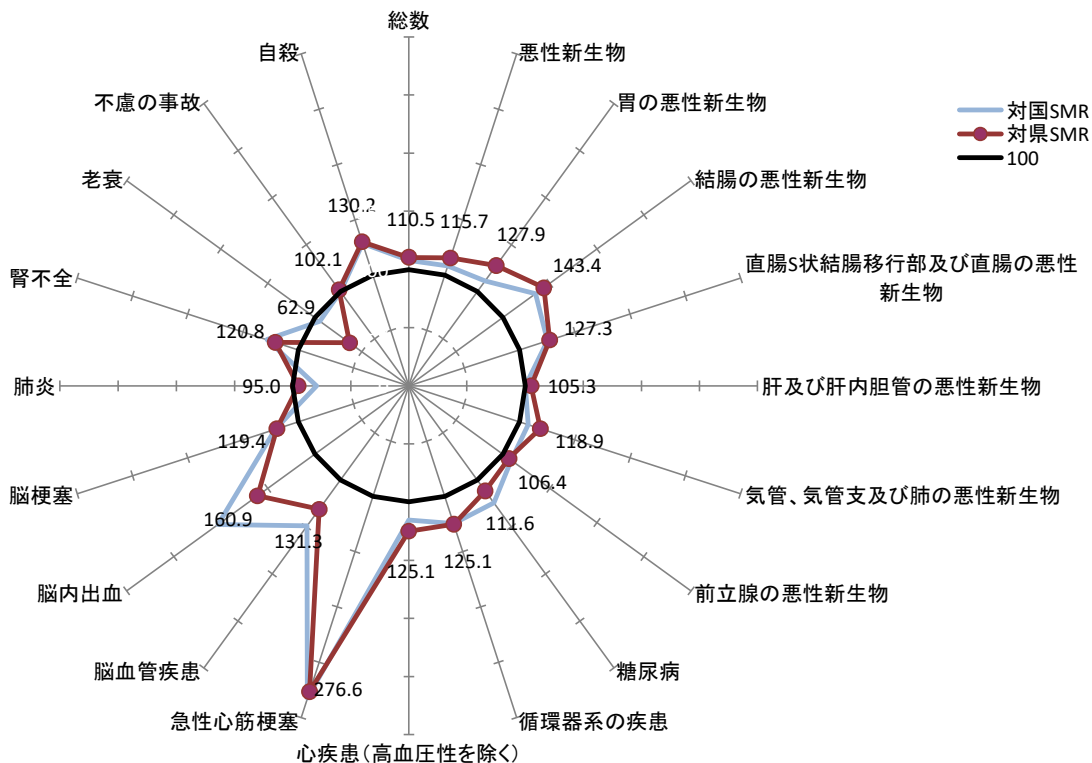 総数
自殺
悪性新生物
不慮の事故
胃の悪性新生物
対国SMR
対県SMR
100
老衰
結腸の悪性新生物
130.2
110.5
115.7
127.9
102.1
143.4
直腸S状結腸移行部及び直腸の悪性
新生物
腎不全
62.9
120.8
127.3
肺炎
95.0
105.3
肝及び肝内胆管の悪性新生物
119.4
118.9
脳梗塞
106.4
気管、気管支及び肺の悪性新生物
160.9
131.3
111.6
125.1
125.1
脳内出血
前立腺の悪性新生物
脳血管疾患
糖尿病
276.6
急性心筋梗塞
循環器系の疾患
心疾患(高血圧性を除く)